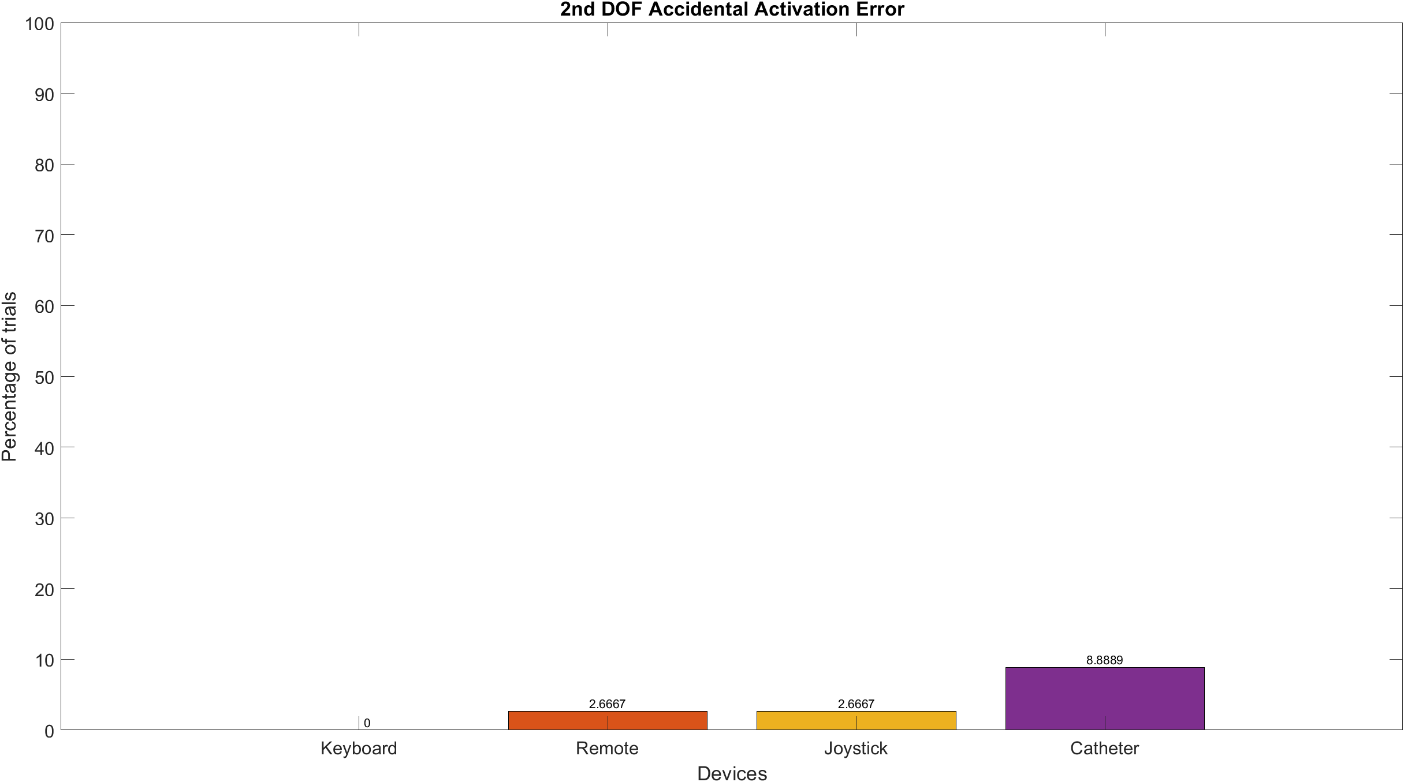 2nd DOF Accidental Activation Error
100
90
80
70
60
50
40
30
20
10
0
Percentage of trials
0
2.6667
2.6667
8.8889
Keyboard
Remote
Joystick
Catheter
Devices